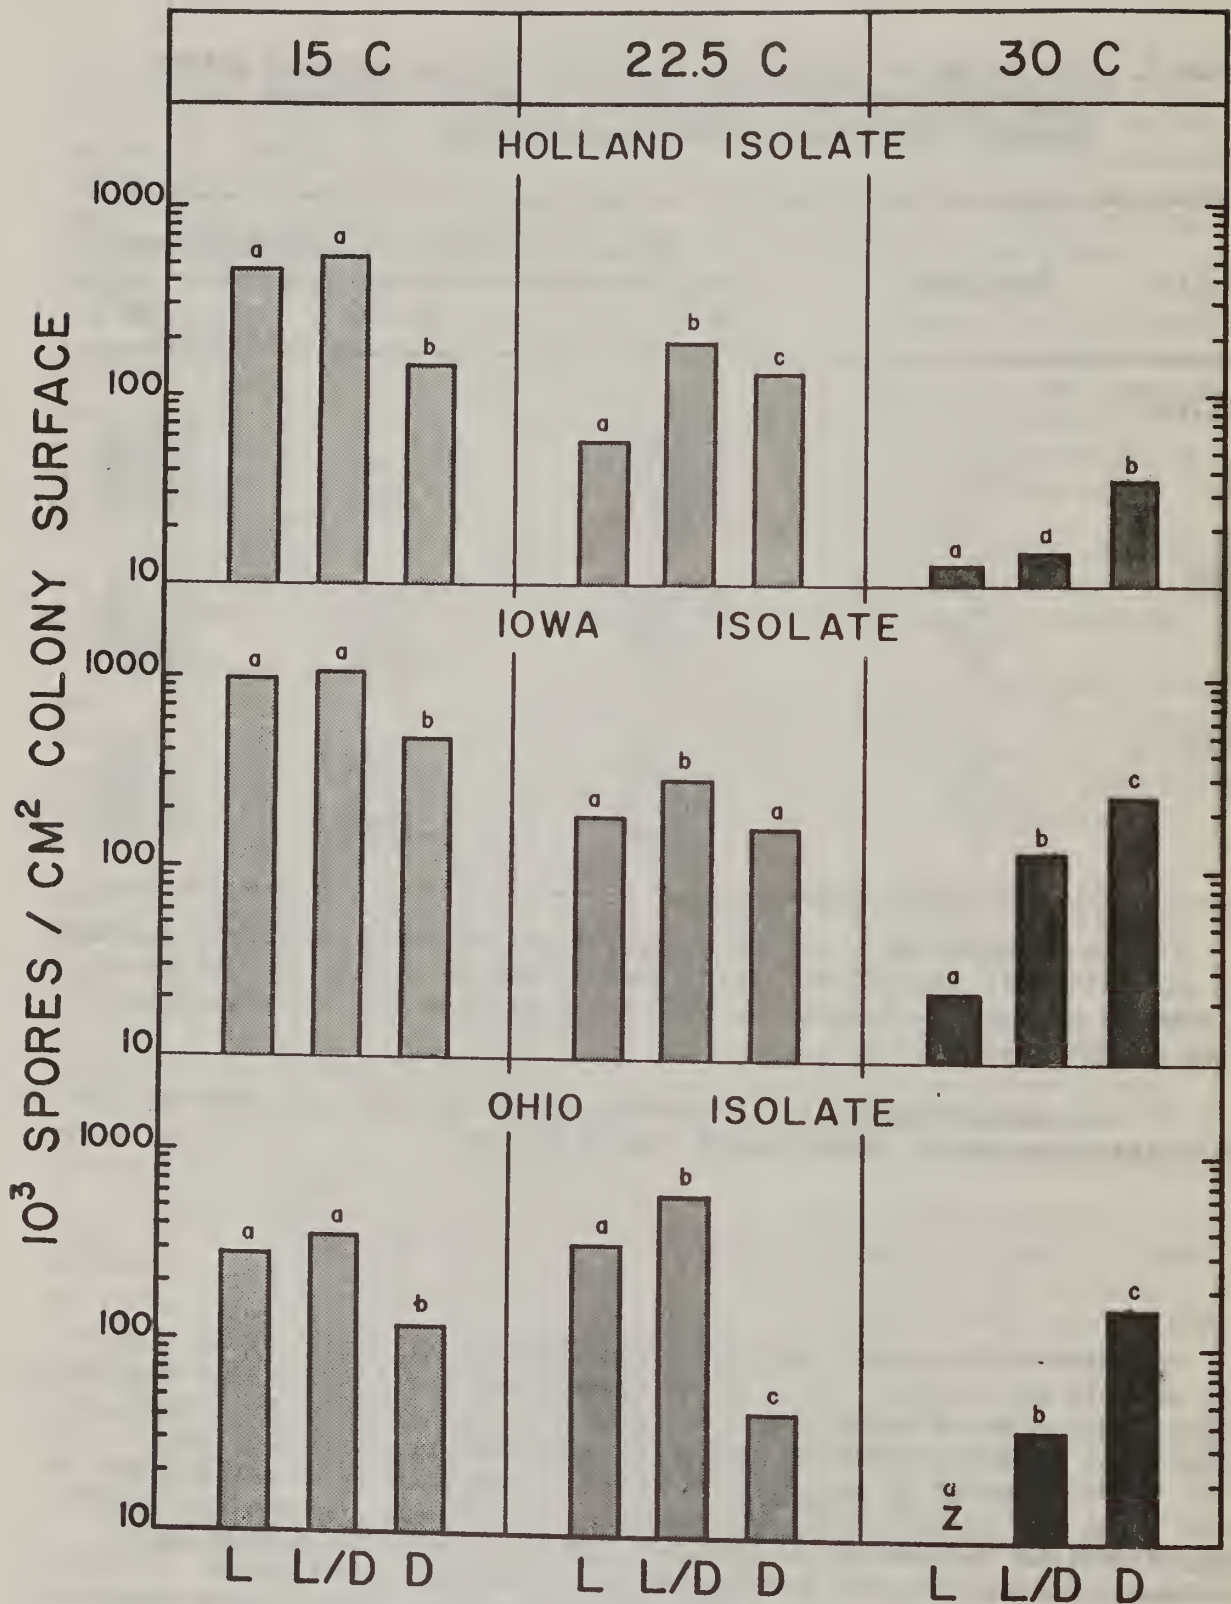 15 C 22.5 C 30 C
HOLLAND ISOLATE
10³ SPORES / CM² COLONY SURFACE
1000
100
10
a a b
a b c
a a b
IOWA ISOLATE
1000
100
10
a a b
a b a
a b c
OHIO ISOLATE
1000
100
10
a a b
a b c
a b c
Z
L L/D D L L/D D L L/D D